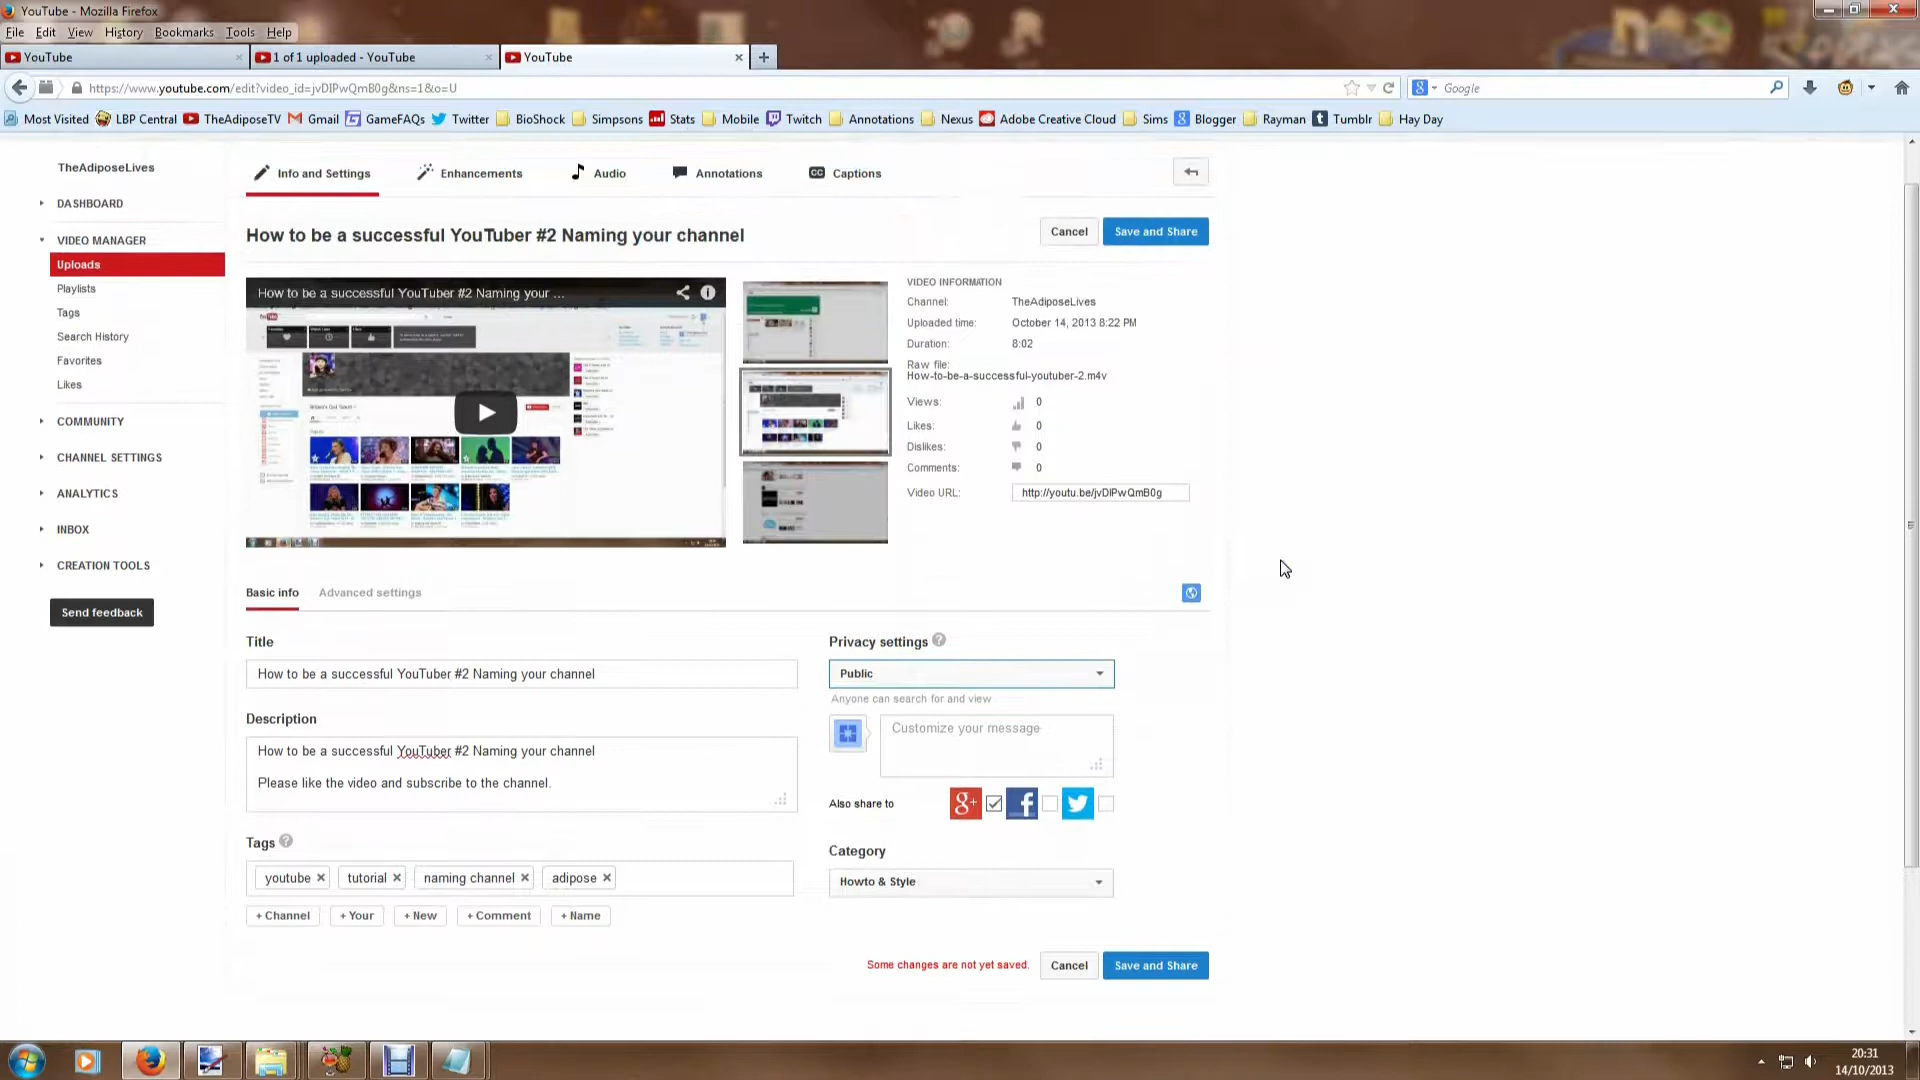 YouTube - Mozilla Firefox
File Edit View History Bookmarks Tools Help
YouTube
1 of 1 uploaded - YouTube
YouTube
https://www.youtube.com/edit?video_id=jvDlPwQmB0g&ns=1&o=U
Google
Most Visited LBP Central TheAdiposeTV Gmail GameFAQs Twitter BioShock Simpsons Stats Mobile Twitch Annotations Nexus Adobe Creative Cloud Sims Blogger Rayman Tumblr Hay Day
TheAdiposeLives
DASHBOARD
VIDEO MANAGER
Uploads
Playlists
Tags
Search History
Favorites
Likes
COMMUNITY
CHANNEL SETTINGS
ANALYTICS
INBOX
CREATION TOOLS
Send feedback
Info and Settings Enhancements Audio Annotations CC Captions
How to be a successful YouTuber #2 Naming your channel
Cancel Save and Share
How to be a successful YouTuber #2 Naming your ...
VIDEO INFORMATION
Channel: TheAdiposeLives
Uploaded time: October 14, 2013 8:22 PM
Duration: 8:02
Raw file:
How-to-be-a-successful-youtuber-2.m4v
Views: 0
Likes: 0
Dislikes: 0
Comments: 0
Video URL: http://youtu.be/jvDlPwQmB0g
Basic info Advanced settings
Title
How to be a successful YouTuber #2 Naming your channel
Description
How to be a successful YouTuber #2 Naming your channel
Please like the video and subscribe to the channel.
Tags
youtube tutorial naming channel adipose
+ Channel + Your + New + Comment + Name
Privacy settings
Public
Anyone can search for and view
Customize your message
Also share to
Category
Howto & Style
Some changes are not yet saved. Cancel Save and Share
20:31
14/10/2013